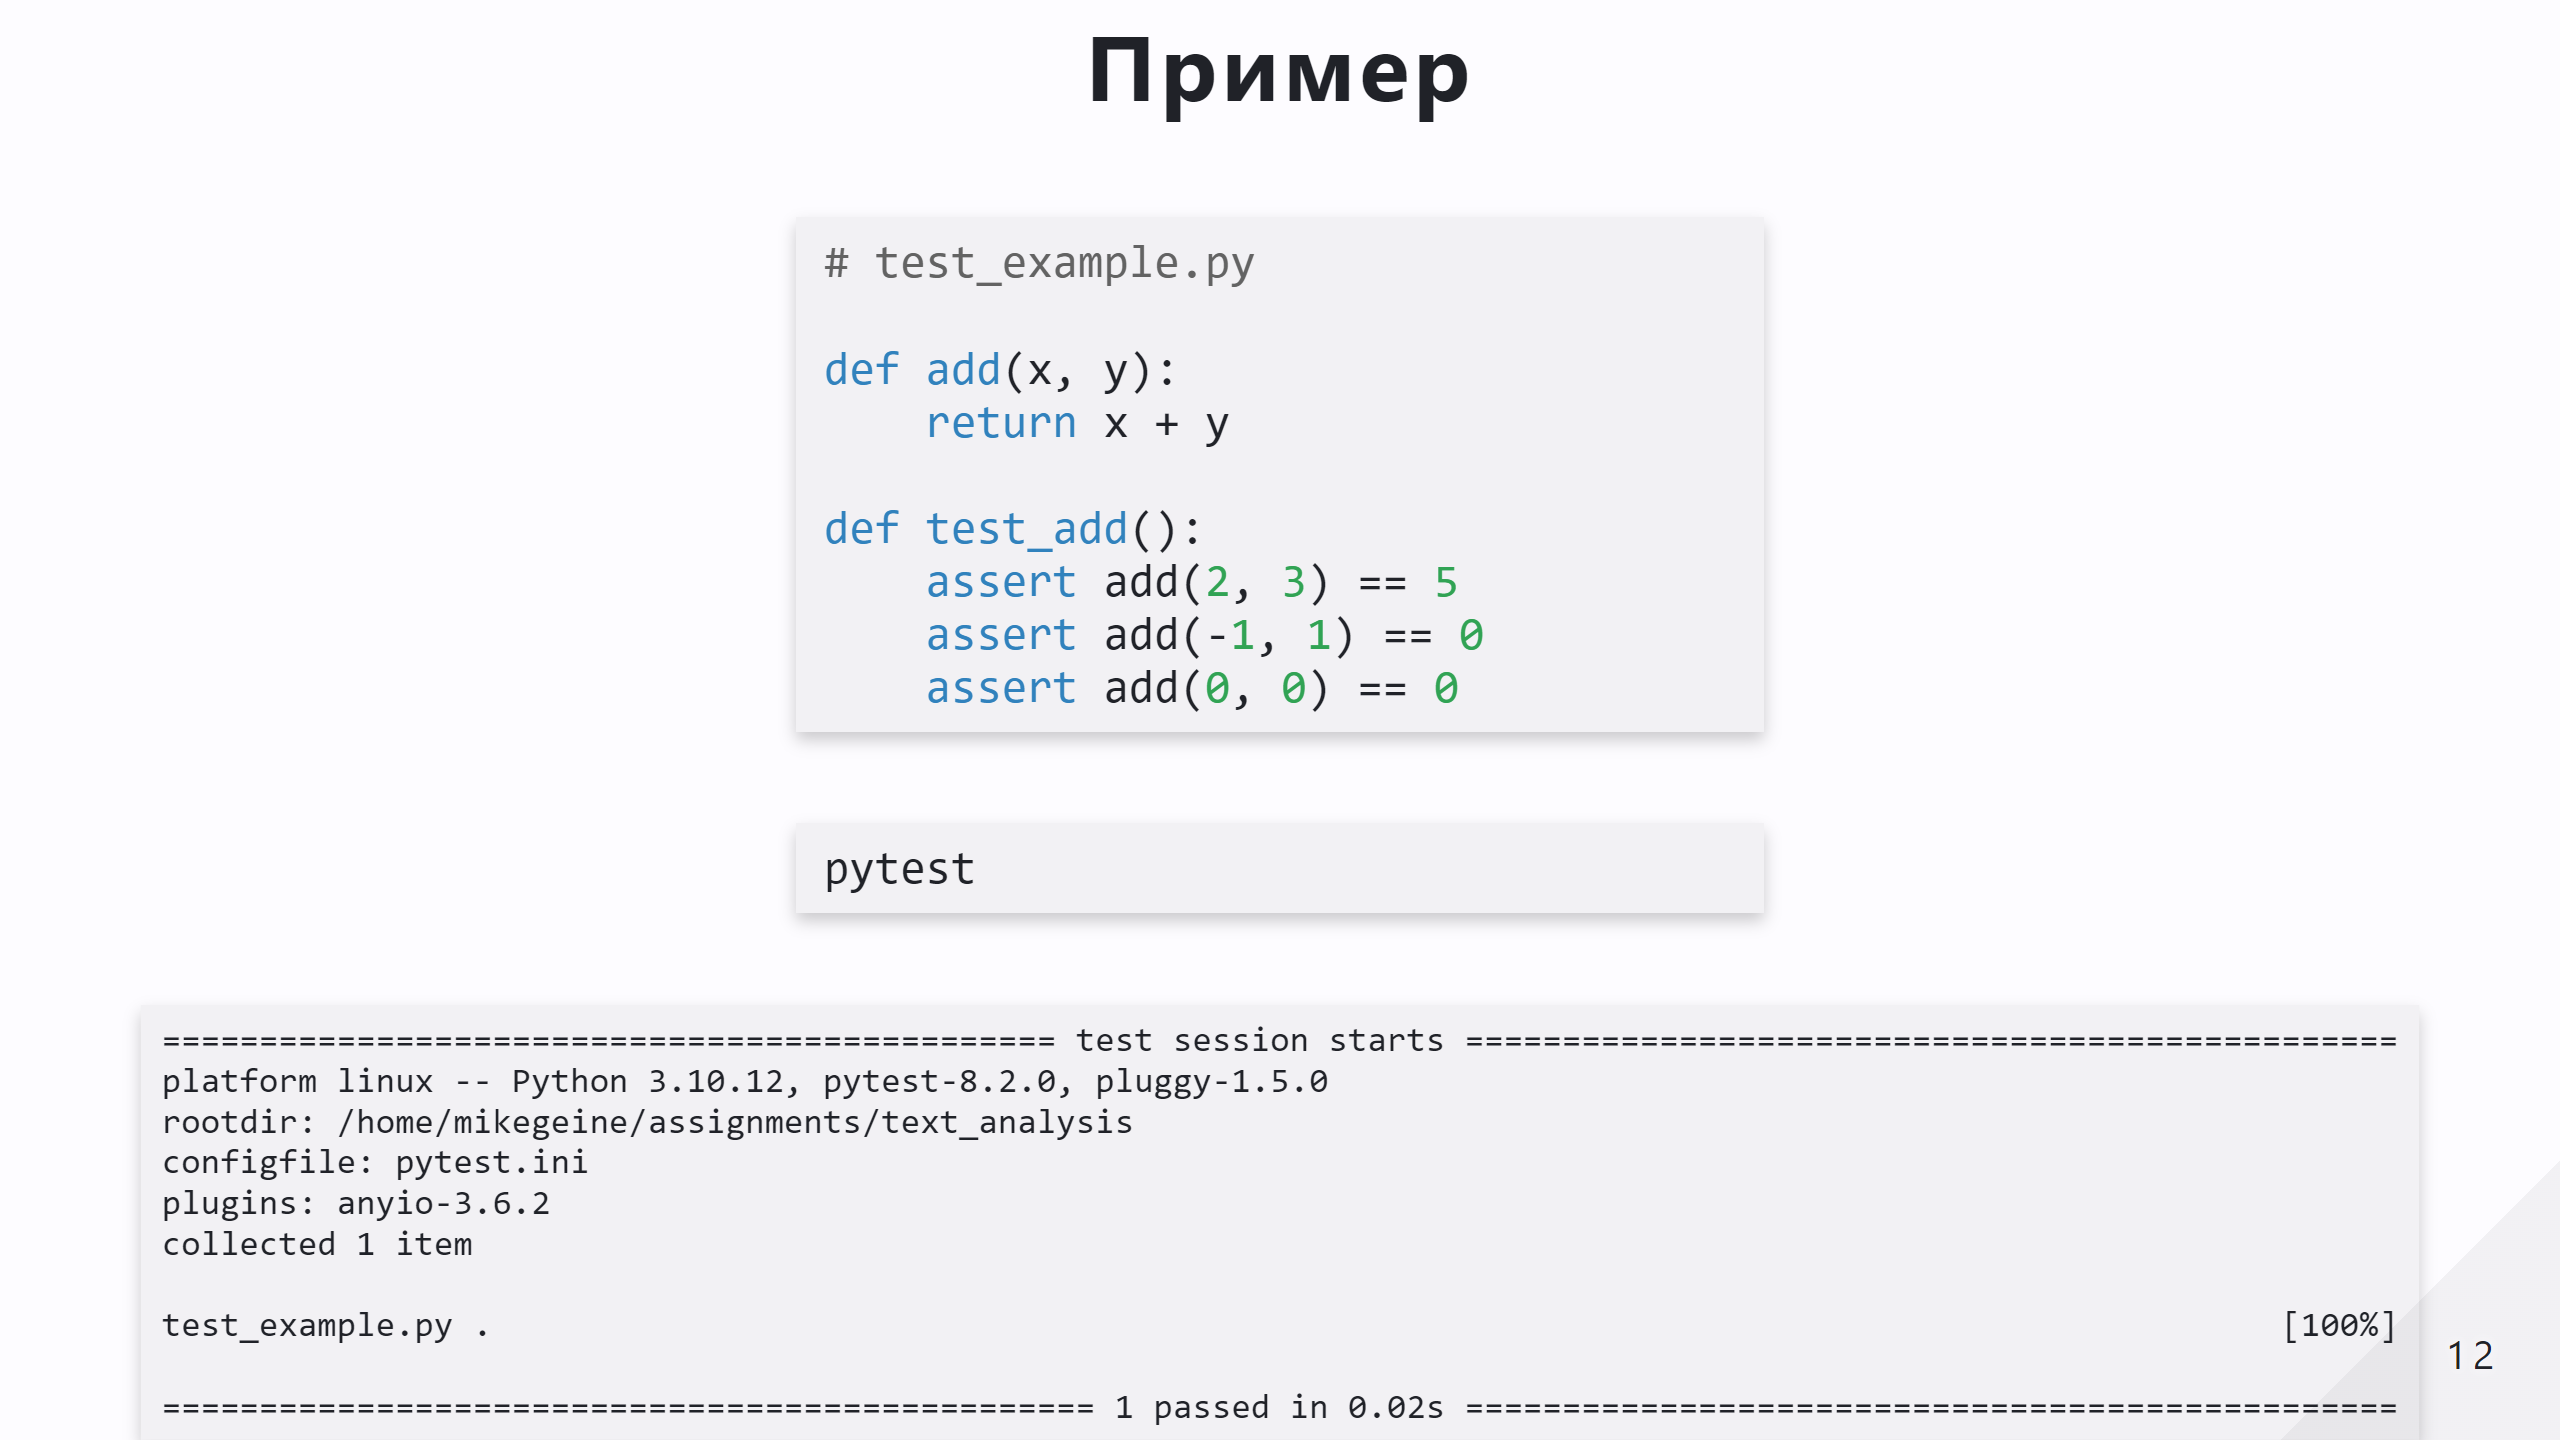 Пример
# test_example.py
def add(x, y):
    return x + y
def test_add():
    assert add(2, 3) == 5
    assert add(-1, 1) == 0
    assert add(0, 0) == 0
pytest
============================================== test session starts ================================================
platform linux -- Python 3.10.12, pytest-8.2.0, pluggy-1.5.0
rootdir: /home/mikegeine/assignments/text_analysis
configfile: pytest.ini
plugins: anyio-3.6.2
collected 1 item
test_example.py . [100%]
================================================ 1 passed in 0.02s ================================================
12